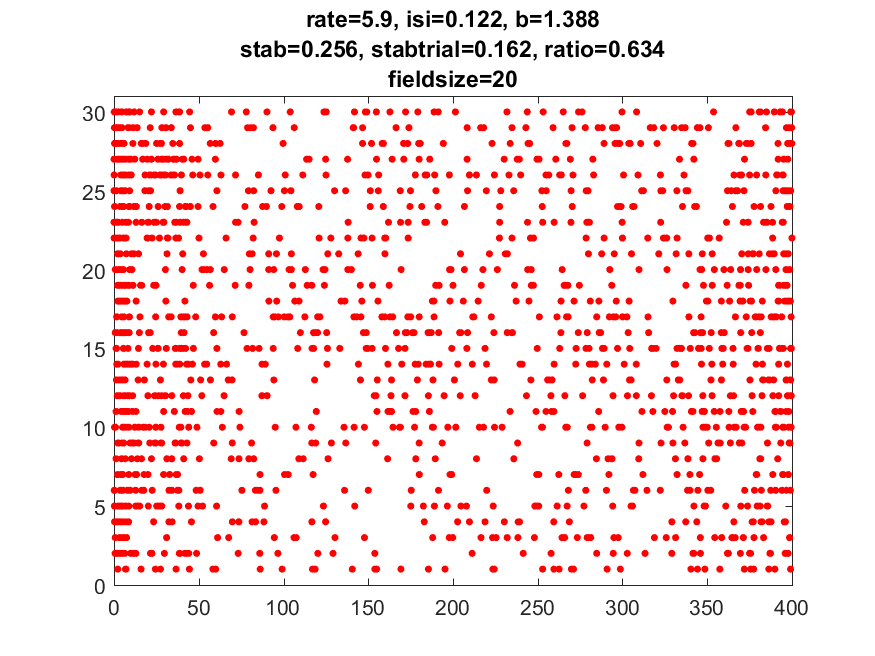 rate=5.9, isi=0.122, b=1.388
stab=0.256, stabtrial=0.162, ratio=0.634
fieldsize=20
30
25
20
15
10
5
0
0 50 100 150 200 250 300 350 400